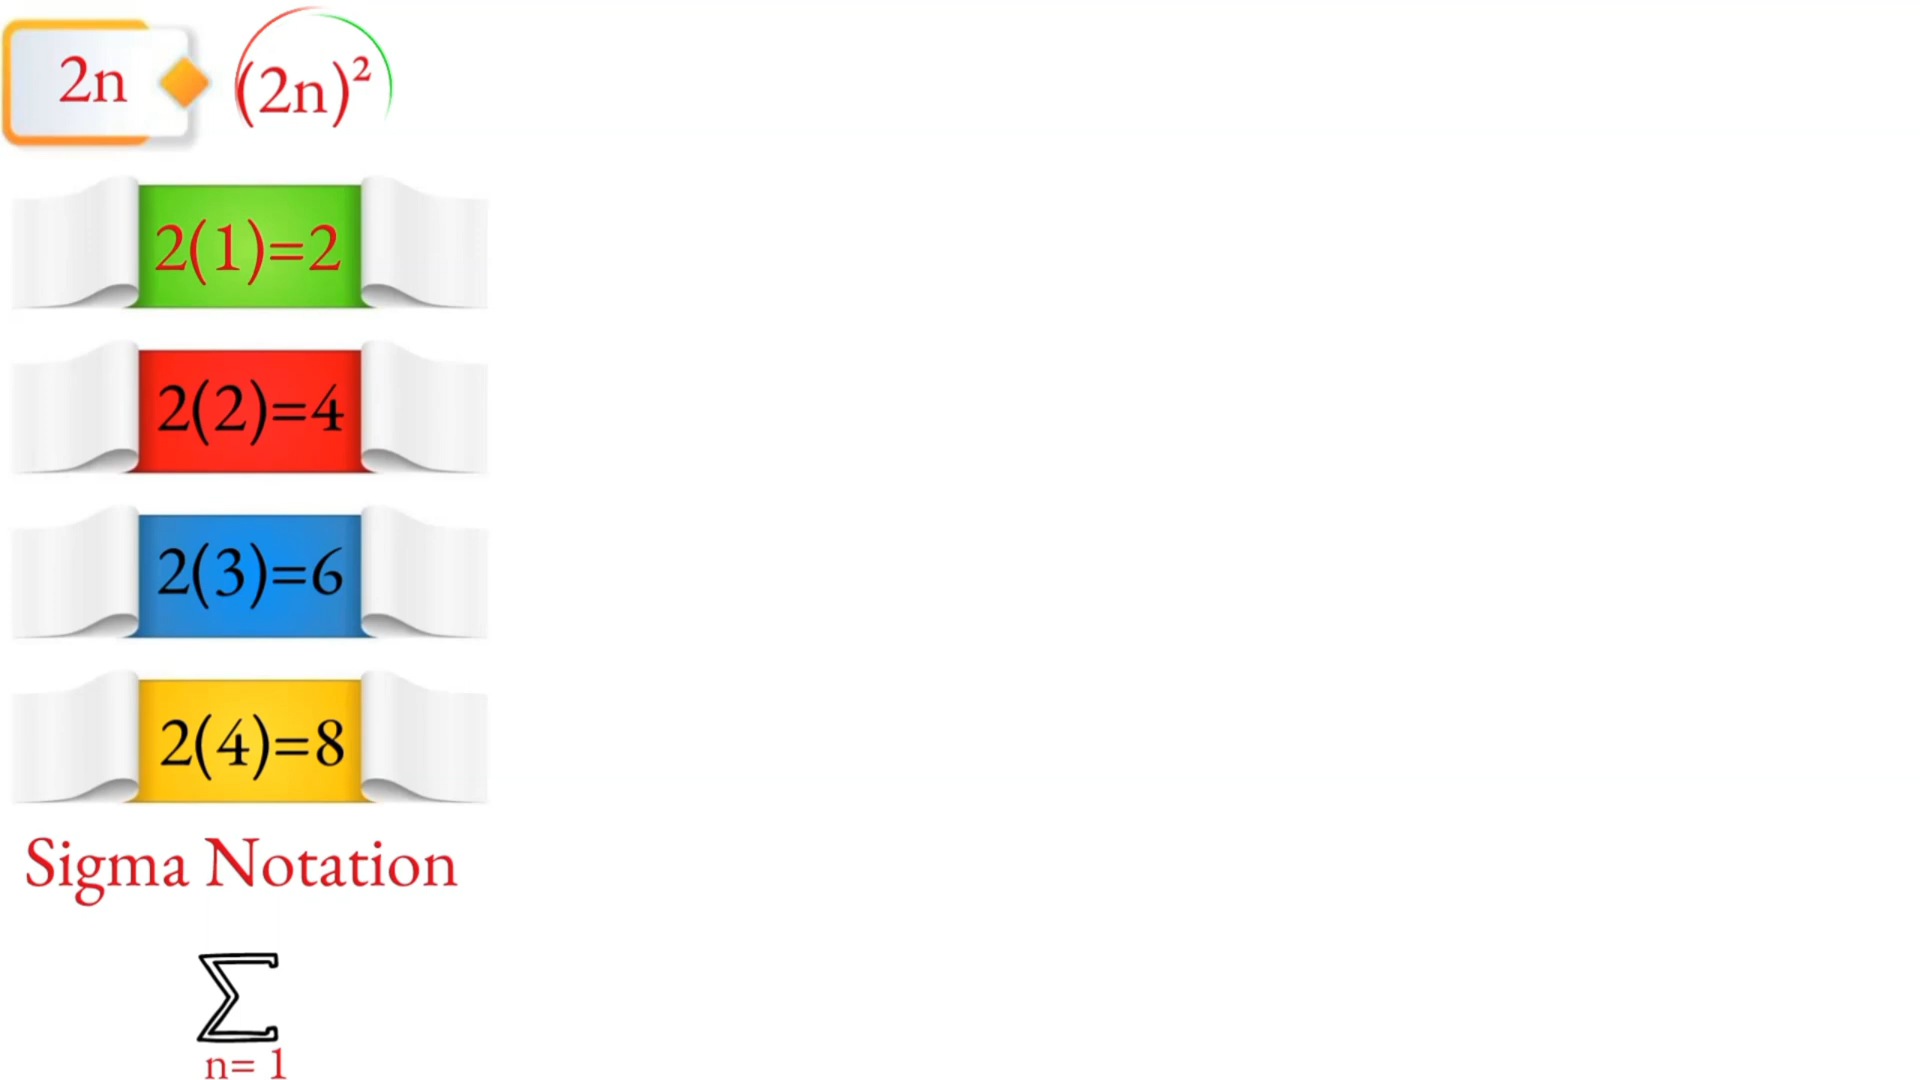 2n (2n)²
2(1)=2
2(2)=4
2(3)=6
2(4)=8
Sigma Notation
∑
n= 1